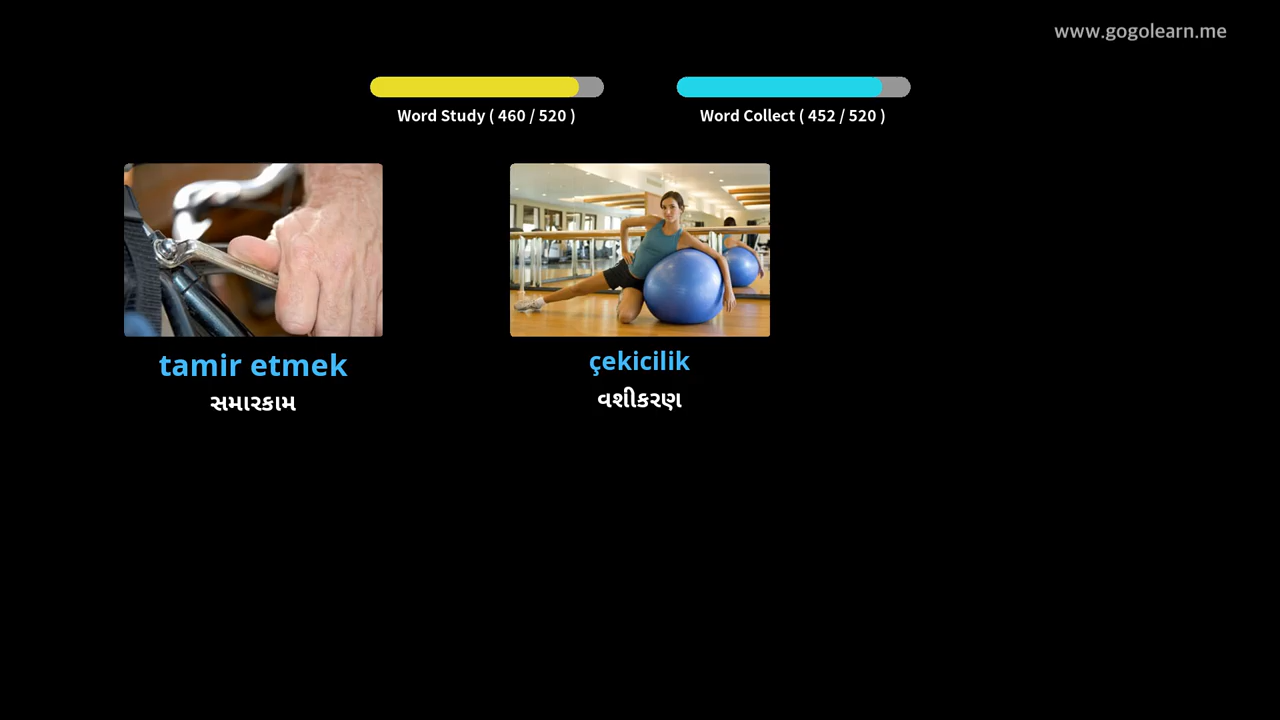 www.gogolearn.me
Word Study ( 460 / 520 )
Word Collect ( 452 / 520 )
tamir etmek
સમારકામ
çekicilik
વશીકરણ